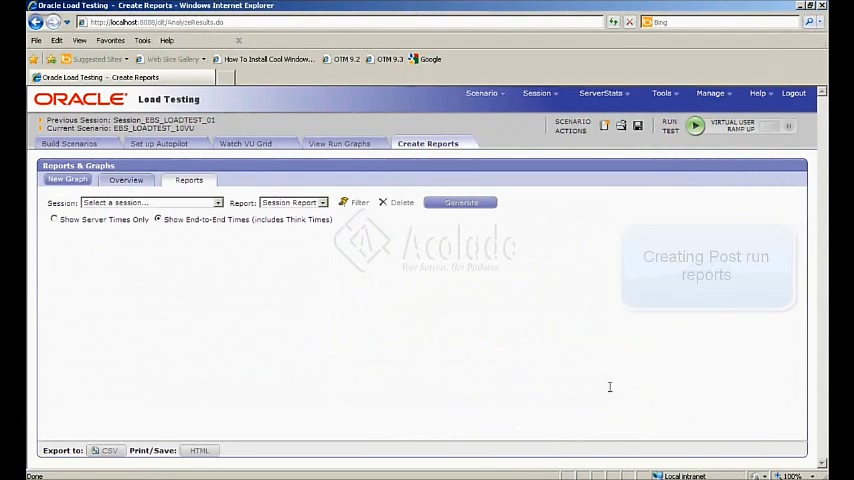 Oracle Load Testing - Create Reports - Windows Internet Explorer
http://localhost:8088/olt/AnalyzeResults.do
Bing
File Edit View Favorites Tools Help
Suggested Sites Web Slice Gallery How To Install Cool Window... OTM 9.2 OTM 9.3 Google
Oracle Load Testing - Create Reports
ORACLE Load Testing
Scenario Session ServerStats Tools Manage Help Logout
Previous Session: Session_EBS_LOADTEST_01
Current Scenario: EBS_LOADTEST_10VU
SCENARIO ACTIONS
RUN TEST
VIRTUAL USER RAMP UP
Build Scenarios Set up Autopilot Watch VU Grid View Run Graphs Create Reports
Reports & Graphs
New Graph Overview Reports
Session: Select a session... Report: Session Report Filter Delete Generate
Show Server Times Only Show End-to-End Times (includes Think Times)
Acolade
Your Success. Our Business.
Creating Post run
reports
Export to: CSV Print/Save: HTML
Done Local intranet 100%